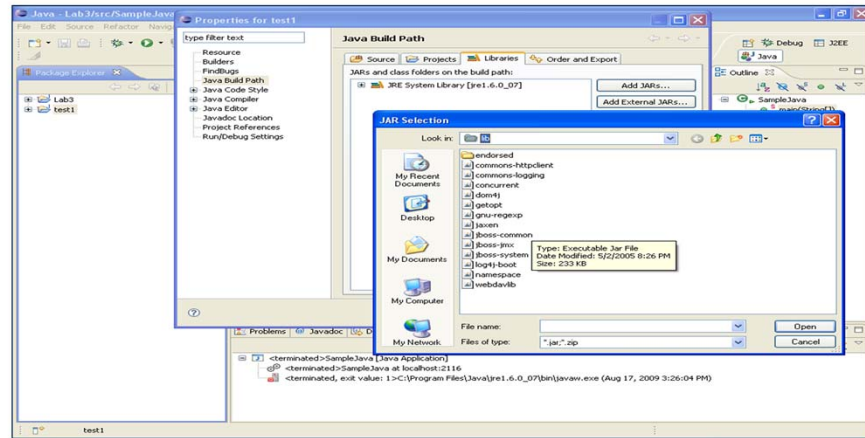 Java - Lab3/src/SampleJava
File Edit Source Refactor Navig
Debug J2EE
Java
Package Explorer
Lab3
test1
Properties for test1
type filter text
Resource
Builders
FindBugs
Java Build Path
Java Code Style
Java Compiler
Java Editor
Javadoc Location
Project References
Run/Debug Settings
Java Build Path
Source Projects Libraries Order and Export
JARs and class folders on the build path:
JRE System Library [jre1.6.0_07]
Add JARs...
Add External JARs...
Outline
SampleJava
main(String[])
JAR Selection
Look in: lib
My Recent Documents
Desktop
My Documents
My Computer
My Network
endorsed
commons-httpclient
commons-logging
concurrent
dom4j
getopt
gnu-regexp
jaxen
jboss-common
jboss-jmx
jboss-system
log4j-boot
namespace
webdavlib
Type: Executable Jar File
Date Modified: 5/2/2005 8:26 PM
Size: 233 KB
File name:
Open
Files of type: *.jar;*.zip
Cancel
Problems Javadoc D
<terminated>SampleJava [Java Application]
<terminated>SampleJava at localhost:2116
<terminated, exit value: 1>C:\Program Files\Java\jre1.6.0_07\bin\javaw.exe (Aug 17, 2009 3:26:04 PM)
test1